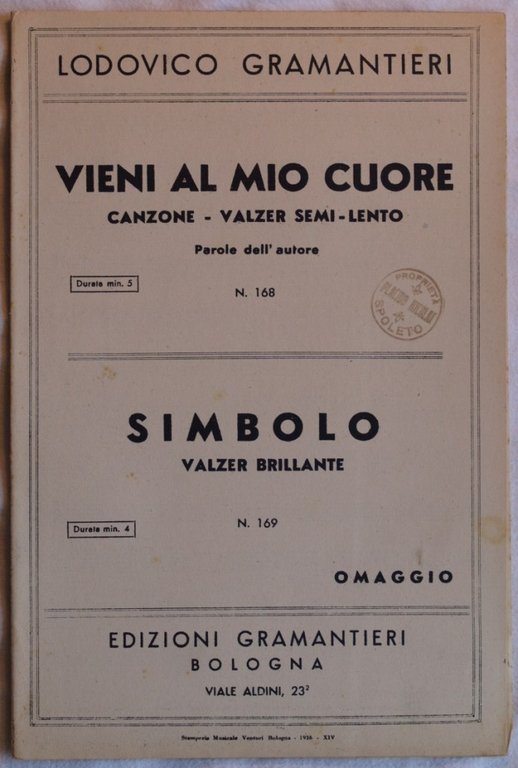 LODOVICO GRAMANTIERI
VIENI AL MIO CUORE
CANZONE - VALZER SEMI-LENTO
Parole dell' autore
Durata min. 5
N. 168
PROPRIETÀ
SPOLETO
SIMBOLO
VALZER BRILLANTE
N. 169
Durata min. 4
OMAGGIO
EDIZIONI GRAMANTIERI
BOLOGNA
VIALE ALDINI, 23²
Stamperia Musicale Venturi Bologna - 1936 - XIV